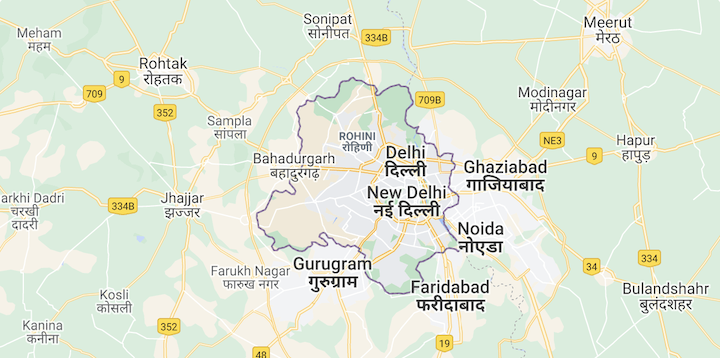 Sonipat
सोनीपत
Meham
महम
334B
Meerut
मेरठ
Rohtak
रोहतक
9
709
352
Modinagar
मोदीनगर
709B
Sampla
सांपला
ROHINI
रोहिणी
NE3
9
Hapur
हापुड़
Bahadurgarh
बहादुरगढ़
Delhi
दिल्ली
Ghaziabad
गाजियाबाद
New Delhi
नई दिल्ली
arkhi Dadri
चरखी
दादरी
334B
Jhajjar
झज्जर
Noida
नोएडा
Gurugram
गुरुग्राम
Farukh Nagar
फारुख नगर
34
334
Faridabad
फरीदाबाद
Bulandshahr
बुलंदशहर
Kosli
कोसली
Kanina
कनीना
352
48
19